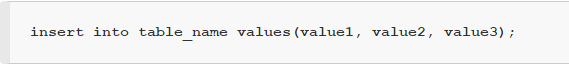 insert into table_name values(value1, value2, value3);